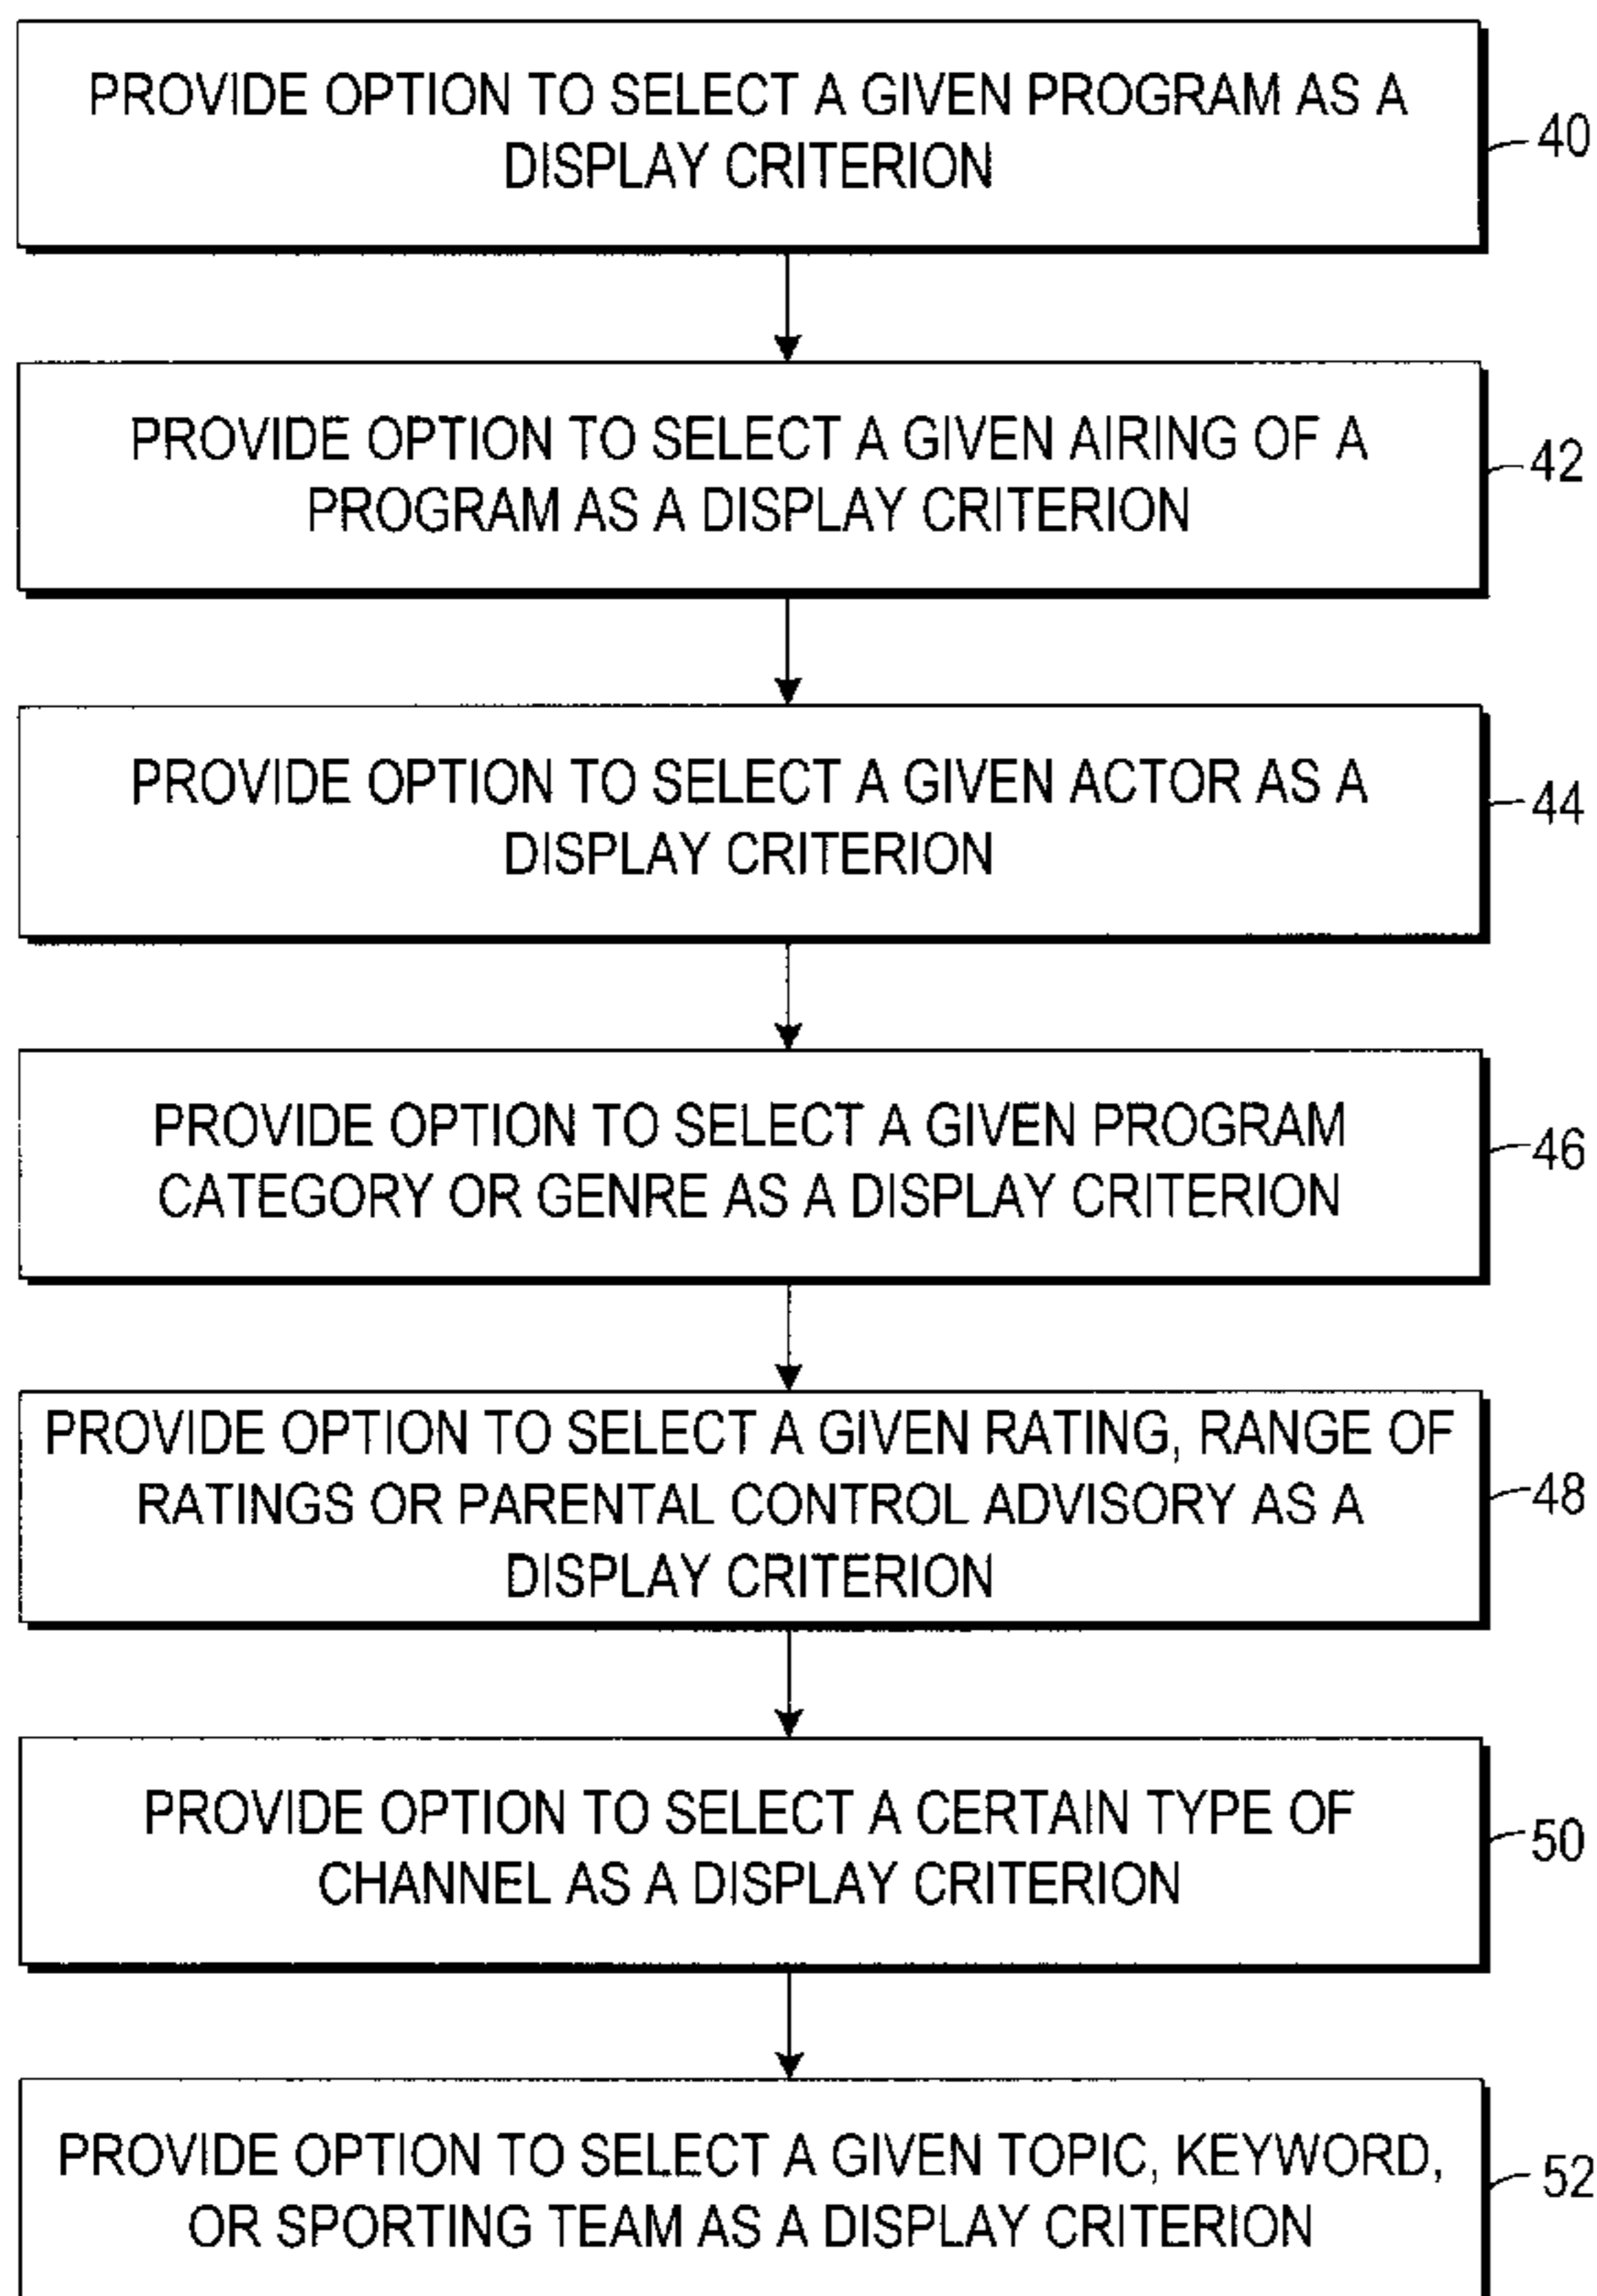 PROVIDE OPTION TO SELECT A GIVEN PROGRAM AS A
DISPLAY CRITERION
40
PROVIDE OPTION TO SELECT A GIVEN AIRING OF A
PROGRAM AS A DISPLAY CRITERION
42
PROVIDE OPTION TO SELECT A GIVEN ACTOR AS A
DISPLAY CRITERION
44
PROVIDE OPTION TO SELECT A GIVEN PROGRAM
CATEGORY OR GENRE AS A DISPLAY CRITERION
46
PROVIDE OPTION TO SELECT A GIVEN RATING, RANGE OF
RATINGS OR PARENTAL CONTROL ADVISORY AS A
DISPLAY CRITERION
48
PROVIDE OPTION TO SELECT A CERTAIN TYPE OF
CHANNEL AS A DISPLAY CRITERION
50
PROVIDE OPTION TO SELECT A GIVEN TOPIC, KEYWORD,
OR SPORTING TEAM AS A DISPLAY CRITERION
52